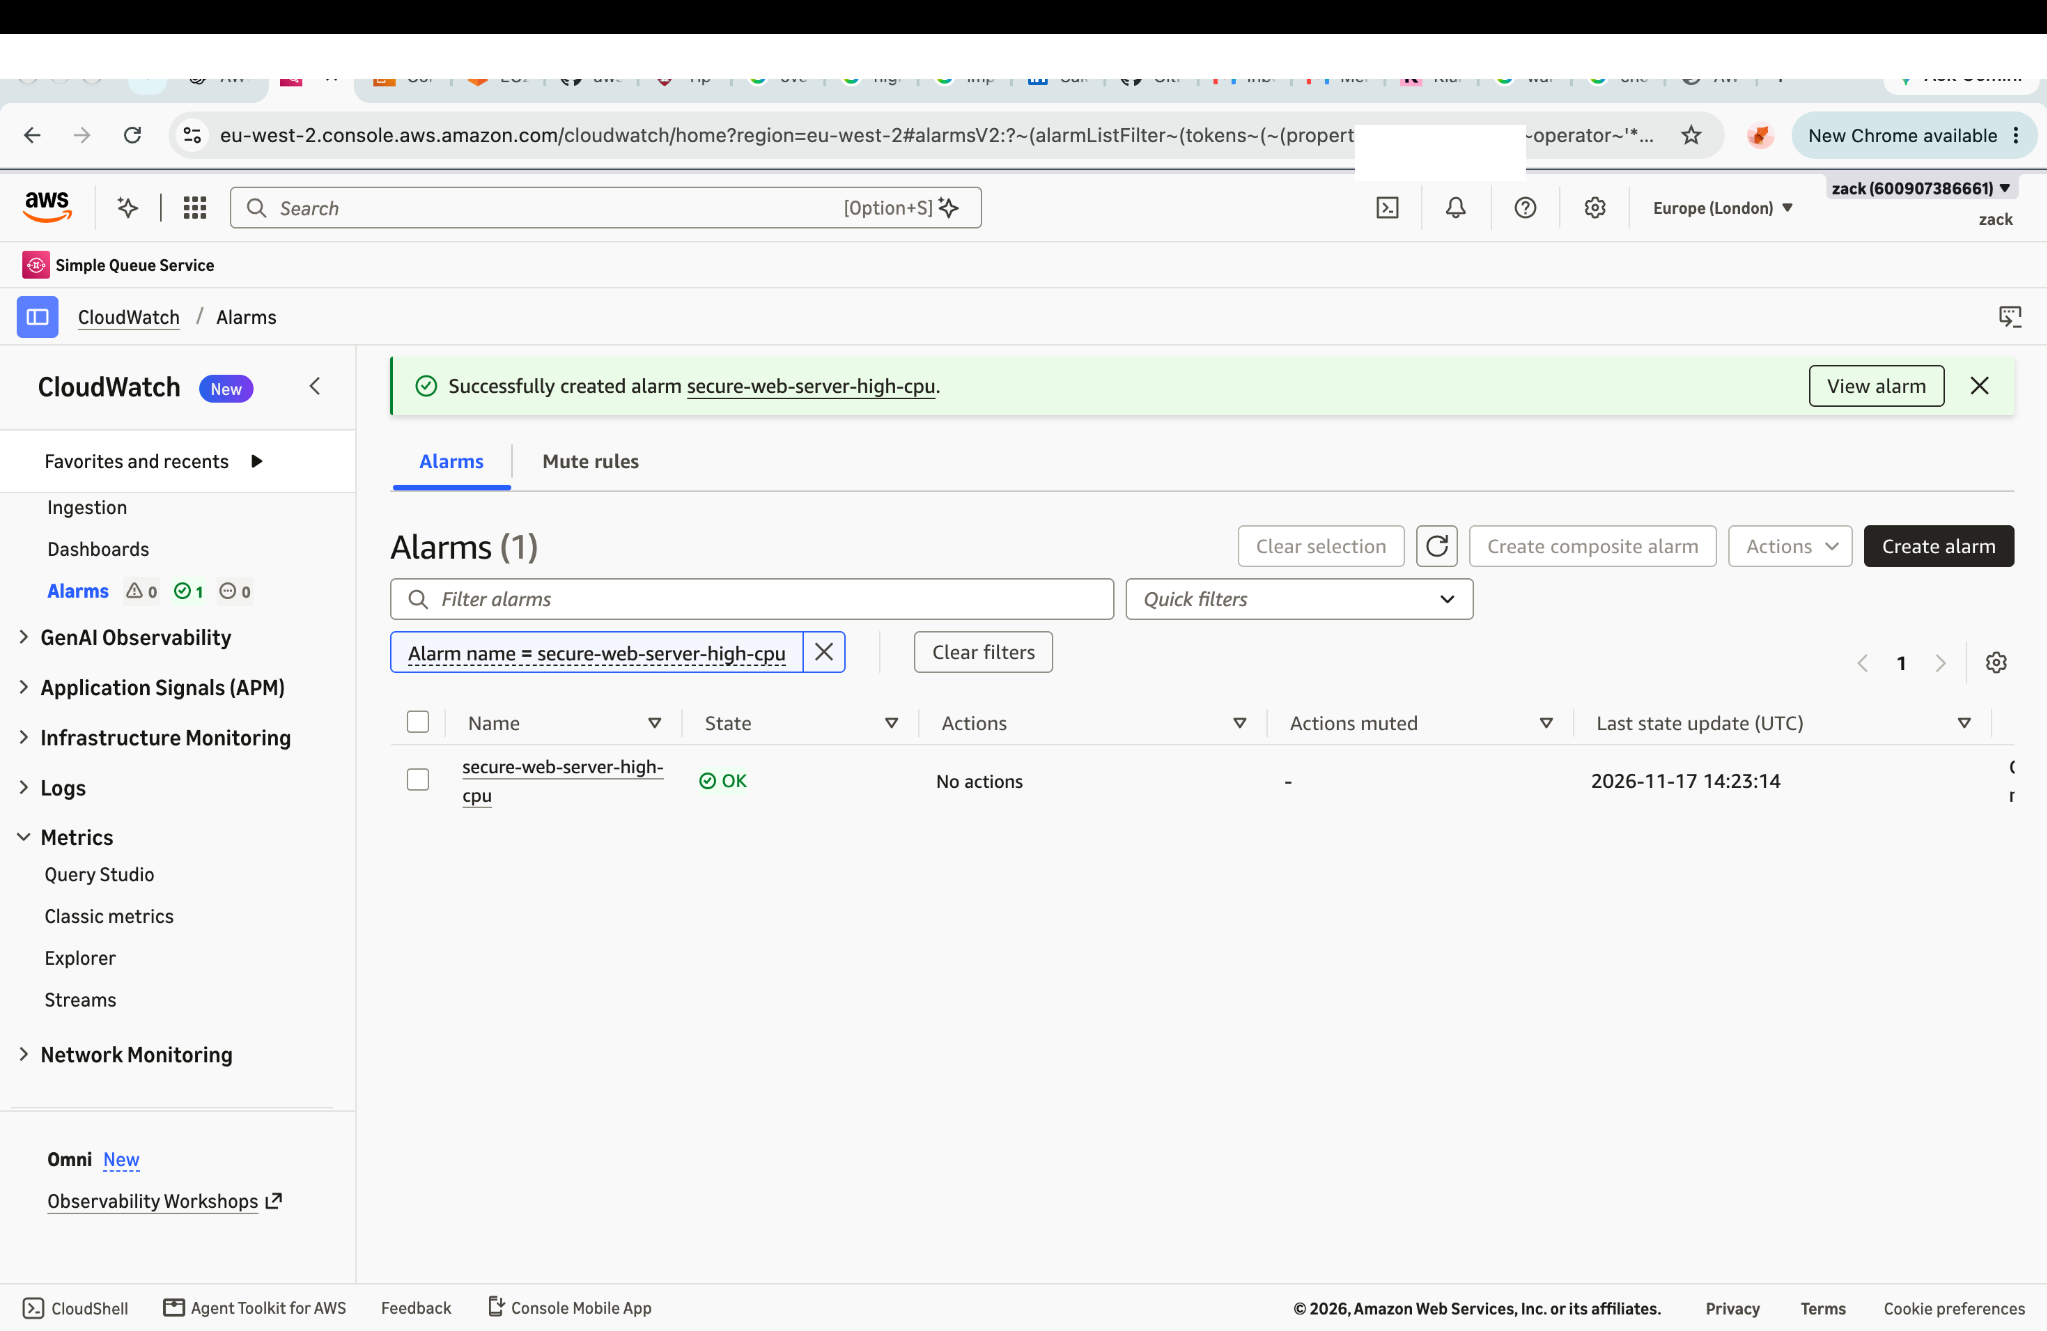 eu-west-2.console.aws.amazon.com/cloudwatch/home?region=eu-west-2#alarmsV2:?~(alarmListFilter~(tokens~(~(propert
~operator~'*...
New Chrome available
aws
Search
[Option+S]
Europe (London)
zack (600907386661)
zack
Simple Queue Service
CloudWatch / Alarms
CloudWatch New
Favorites and recents
Ingestion
Dashboards
Alarms 0 1 0
GenAI Observability
Application Signals (APM)
Infrastructure Monitoring
Logs
Metrics
Query Studio
Classic metrics
Explorer
Streams
Network Monitoring
Omni New
Observability Workshops
Successfully created alarm secure-web-server-high-cpu.
View alarm
Alarms
Mute rules
Alarms (1)
Clear selection
Create composite alarm
Actions
Create alarm
Filter alarms
Quick filters
Alarm name = secure-web-server-high-cpu
Clear filters
1
Name State Actions Actions muted Last state update (UTC)
secure-web-server-high-
cpu
OK
No actions
-
2026-11-17 14:23:14
CloudShell
Agent Toolkit for AWS
Feedback
Console Mobile App
© 2026, Amazon Web Services, Inc. or its affiliates.
Privacy
Terms
Cookie preferences